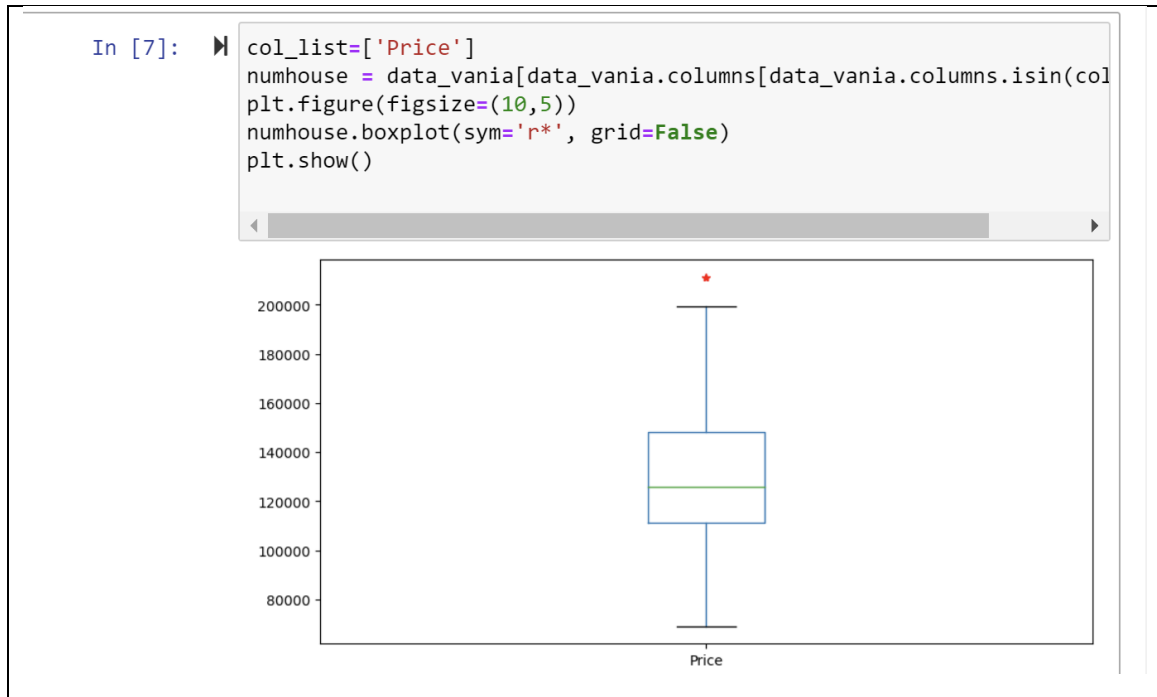 In [7]:
col_list=['Price']
numhouse = data_vania[data_vania.columns[data_vania.columns.isin(col
plt.figure(figsize=(10,5))
numhouse.boxplot(sym='r*', grid=False)
plt.show()
200000
180000
160000
140000
120000
100000
80000
Price